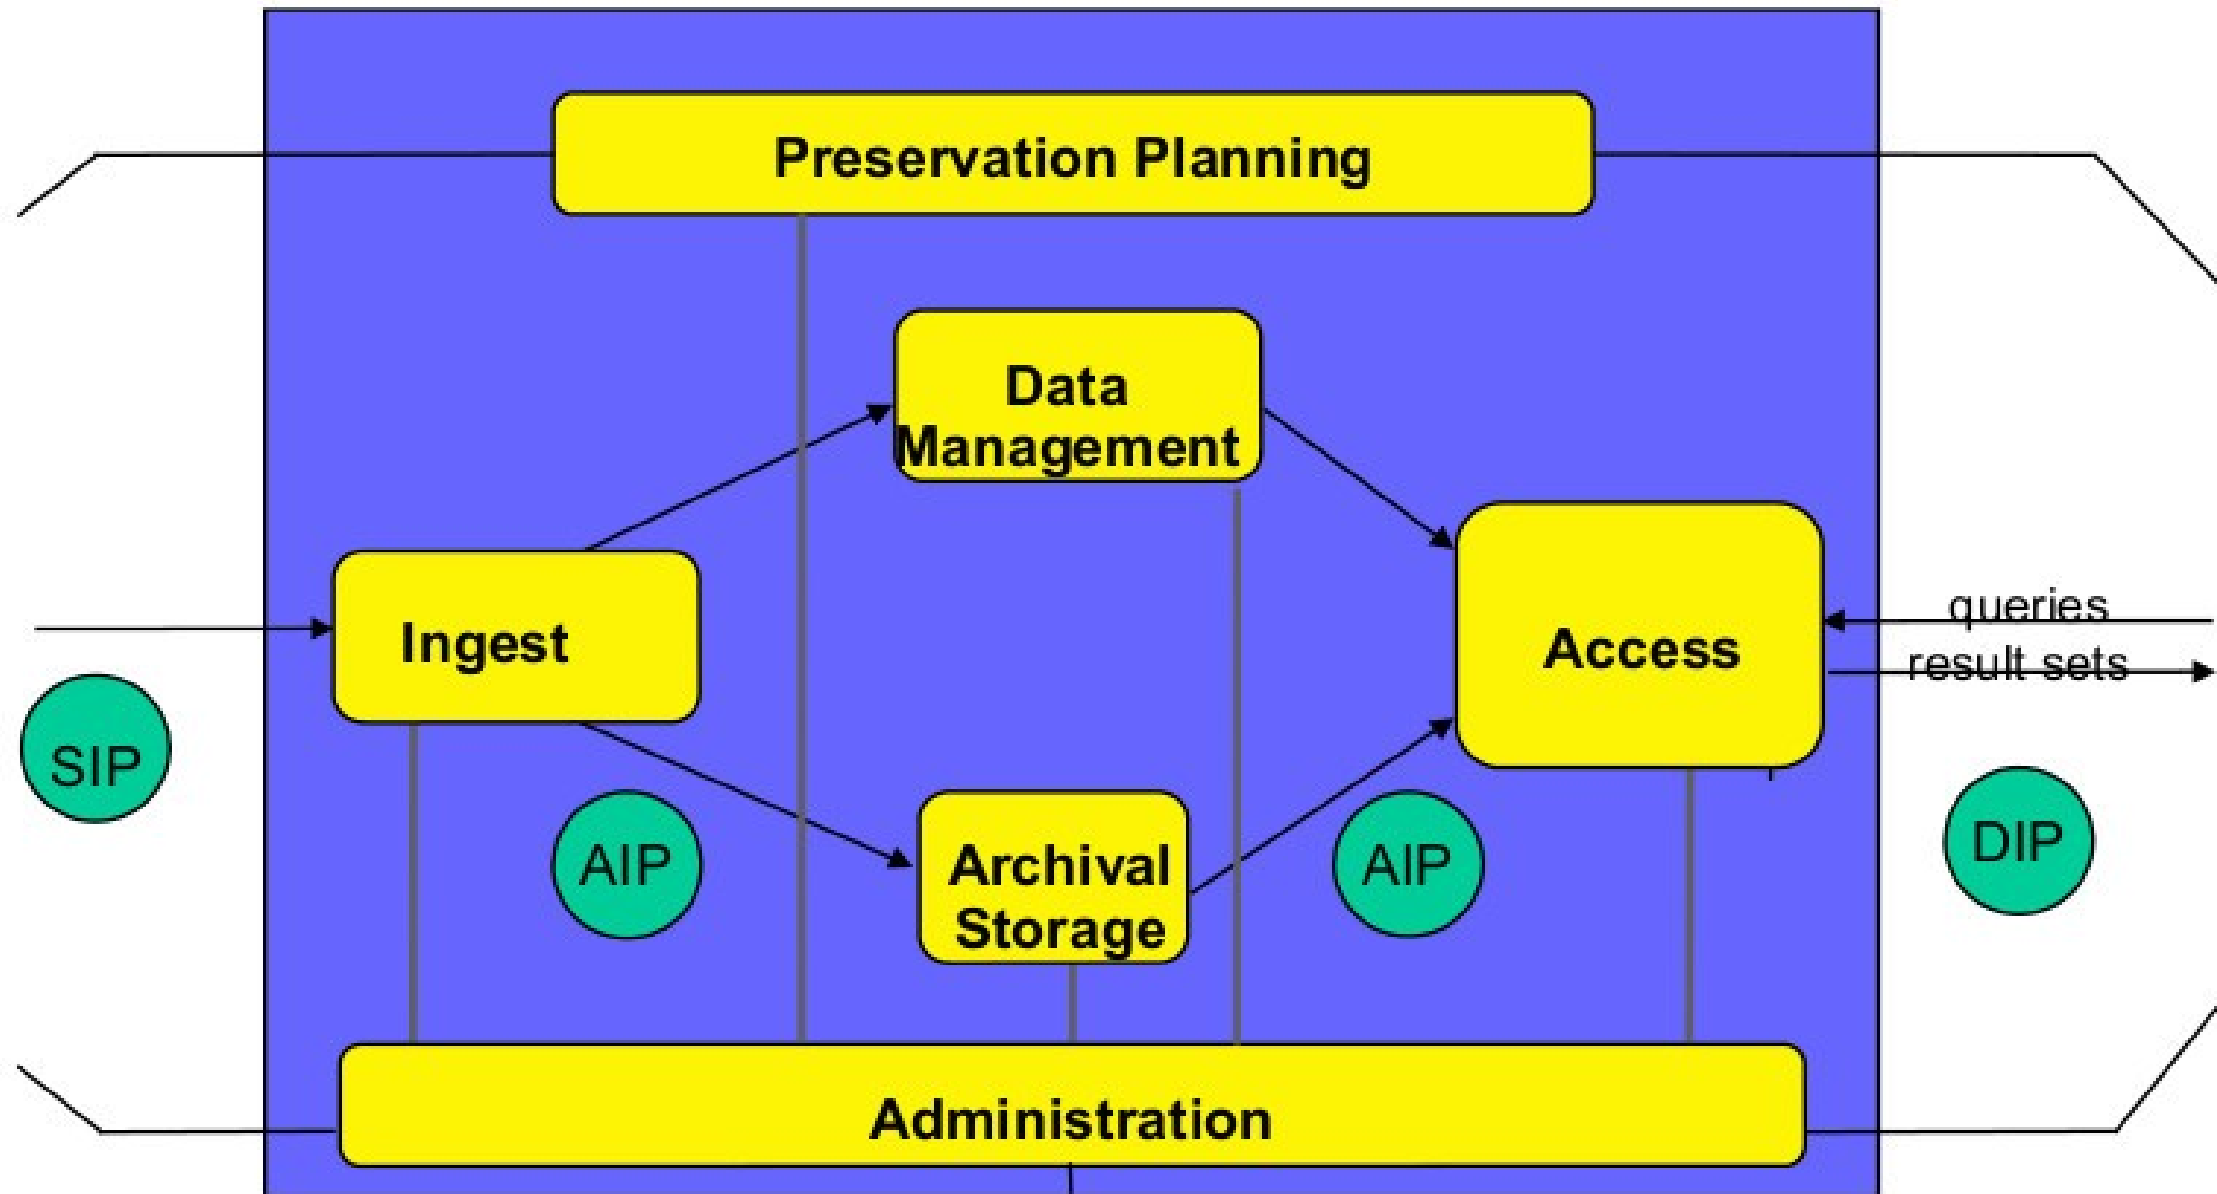 Preservation Planning
Data
Management
Ingest
Access
queries
result sets
SIP
AIP
Archival
Storage
AIP
DIP
Administration